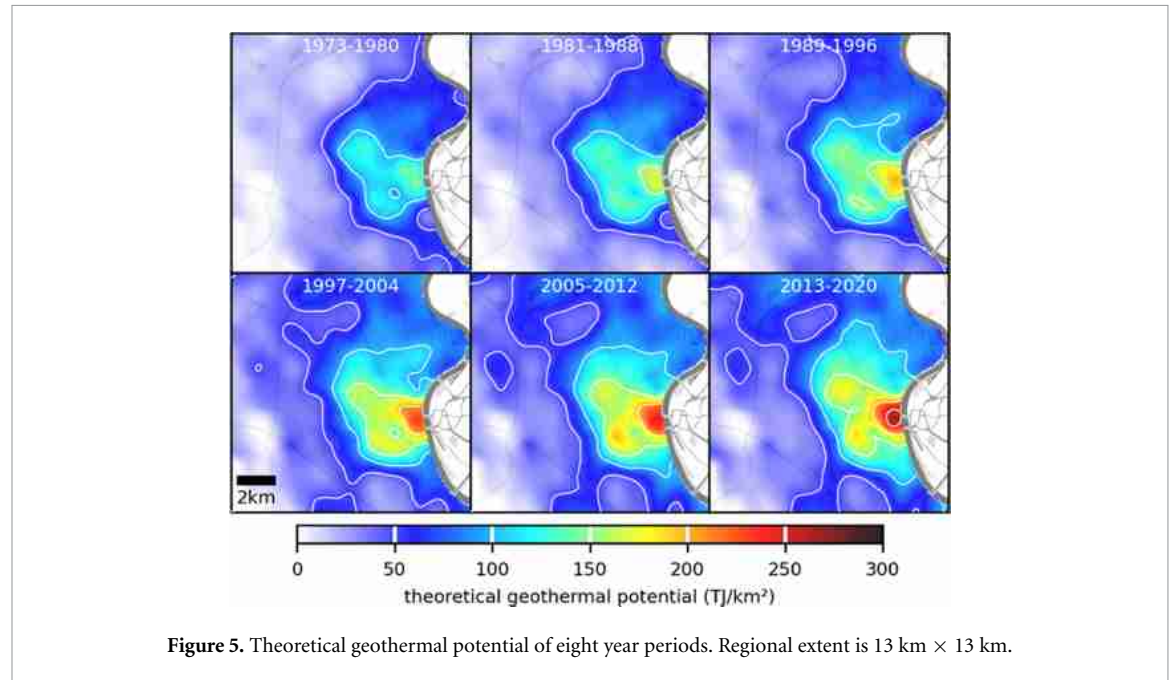 1973-1980 1981-1988 1989-1996
1997-2004 2005-2012 2013-2020
2km
0 50 100 150 200 250 300
theoretical geothermal potential (TJ/km²)
Figure 5. Theoretical geothermal potential of eight year periods. Regional extent is 13 km × 13 km.